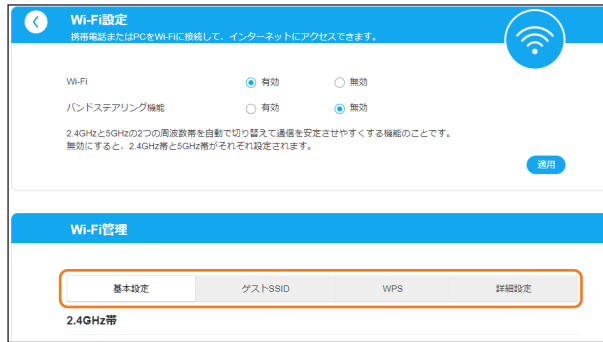 Wi-Fi設定
携帯電話またはPCをWi-Fiに接続して、インターネットにアクセスできます。
Wi-Fi 有効 無効
バンドステアリング機能 有効 無効
2.4GHzと5GHzの2つの周波数帯を自動で切り替えて通信を安定させやすくする機能のことです。
無効にすると、2.4GHz帯と5GHz帯がそれぞれ設定されます。
適用
Wi-Fi管理
基本設定 ゲストSSID WPS 詳細設定
2.4GHz帯